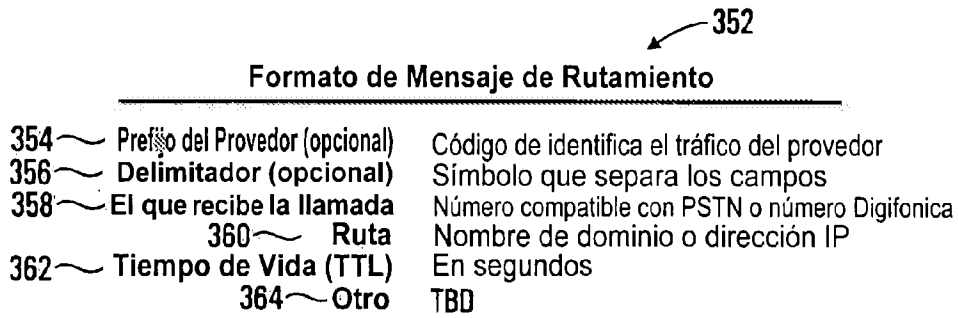 352
Formato de Mensaje de Rutamiento
354 Prefijo del Provedor (opcional) Código de identifica el tráfico del provedor
356 Delimitador (opcional) Símbolo que separa los campos
358 El que recibe la llamada Número compatible con PSTN o número Digifonica
360 Ruta Nombre de dominio o dirección IP
362 Tiempo de Vida (TTL) En segundos
364 Otro TBD